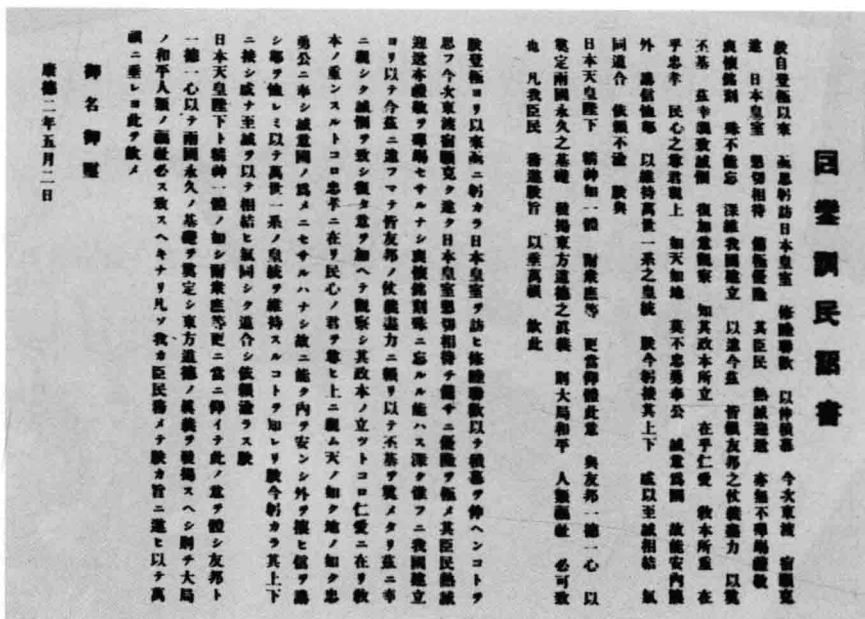 回鑾訓民詔書
朕自登極以來 亟思躬訪日本皇室 修睦聯歡 以伸積慕 今次東渡 宿願克
遂 日本皇室 懇切相待 備極優隆 其臣民 熱誠迎送 亦無不殫竭禮敬
衷懷銘刻 殊不能忘 深維我國建立 以逮今茲 皆賴友邦之仗義盡力 以奠
丕基 茲幸親致誠悃 復加意觀察 知其政本所立 在乎仁愛 教本所重 在
乎忠孝 民心之尊君親上 如天如地 莫不忠勇奉公 誠意爲國 故能安內攘
外 講信恤鄰 以維持萬世一系之皇統 朕今躬接其上下 咸以至誠相結 氣
同道合 依賴不渝 朕與
日本天皇陛下 精神如一體 爾衆庶等 更當仰體此意 與友邦一德一心 以
奠定兩國永久之基礎 發揚東方道德之眞義 則大局和平 人類福祉 必可致
也 凡我臣民 務遵朕旨 以垂萬禩 欽此
朕登極ヨリ以來亟ニ躬カラ日本皇室ヲ訪ヒ修睦聯歡以テ積慕ヲ伸ヘンコトヲ
思フ今次東渡宿願克ク遂ク日本皇室懇切相待チ備サニ優隆ヲ極メ其臣民熱誠
迎送亦禮敬ヲ殫竭セサルナシ衷懷銘刻殊ニ忘ルル能ハス深ク維フニ我國建立
ヨリ以テ今茲ニ逮フマテ皆友邦ノ仗義盡力ニ賴リ以テ丕基ヲ奠メタリ茲ニ幸
ニ親シク誠悃ヲ致シ復タ意ヲ加ヘテ觀察シ其政本ノ立ツトコロ仁愛ニ在リ教
本ノ重ンスルトコロ忠孝ニ在リ民心ノ君ヲ尊ヒ上ニ親ム天ノ如ク地ノ如ク忠
勇公ニ奉シ誠意國ノ爲メニセサルハナシ故ニ能ク內ヲ安ンシ外ヲ攘ヒ信ヲ講
シ鄰ヲ恤レミ以テ萬世一系ノ皇統ヲ維持スルコトヲ知レリ朕今躬カラ其上下
ニ接シ咸ナ至誠ヲ以テ相結ヒ氣同シク道合シ依賴渝ラス朕
日本天皇陛下ト精神一體ノ如シ爾衆庶等更ニ當ニ仰イテ此ノ意ヲ體シ友邦ト
一德一心以テ兩國永久ノ基礎ヲ奠定シ東方道德ノ眞義ヲ發揚スヘシ則チ大局
ノ和平人類ノ福祉必ス致スヘキナリ凡ソ我カ臣民務メテ朕カ旨ニ遵ヒ以テ萬
禩ニ垂レヨ此ヲ欽メ
御名御璽
康德二年五月二日